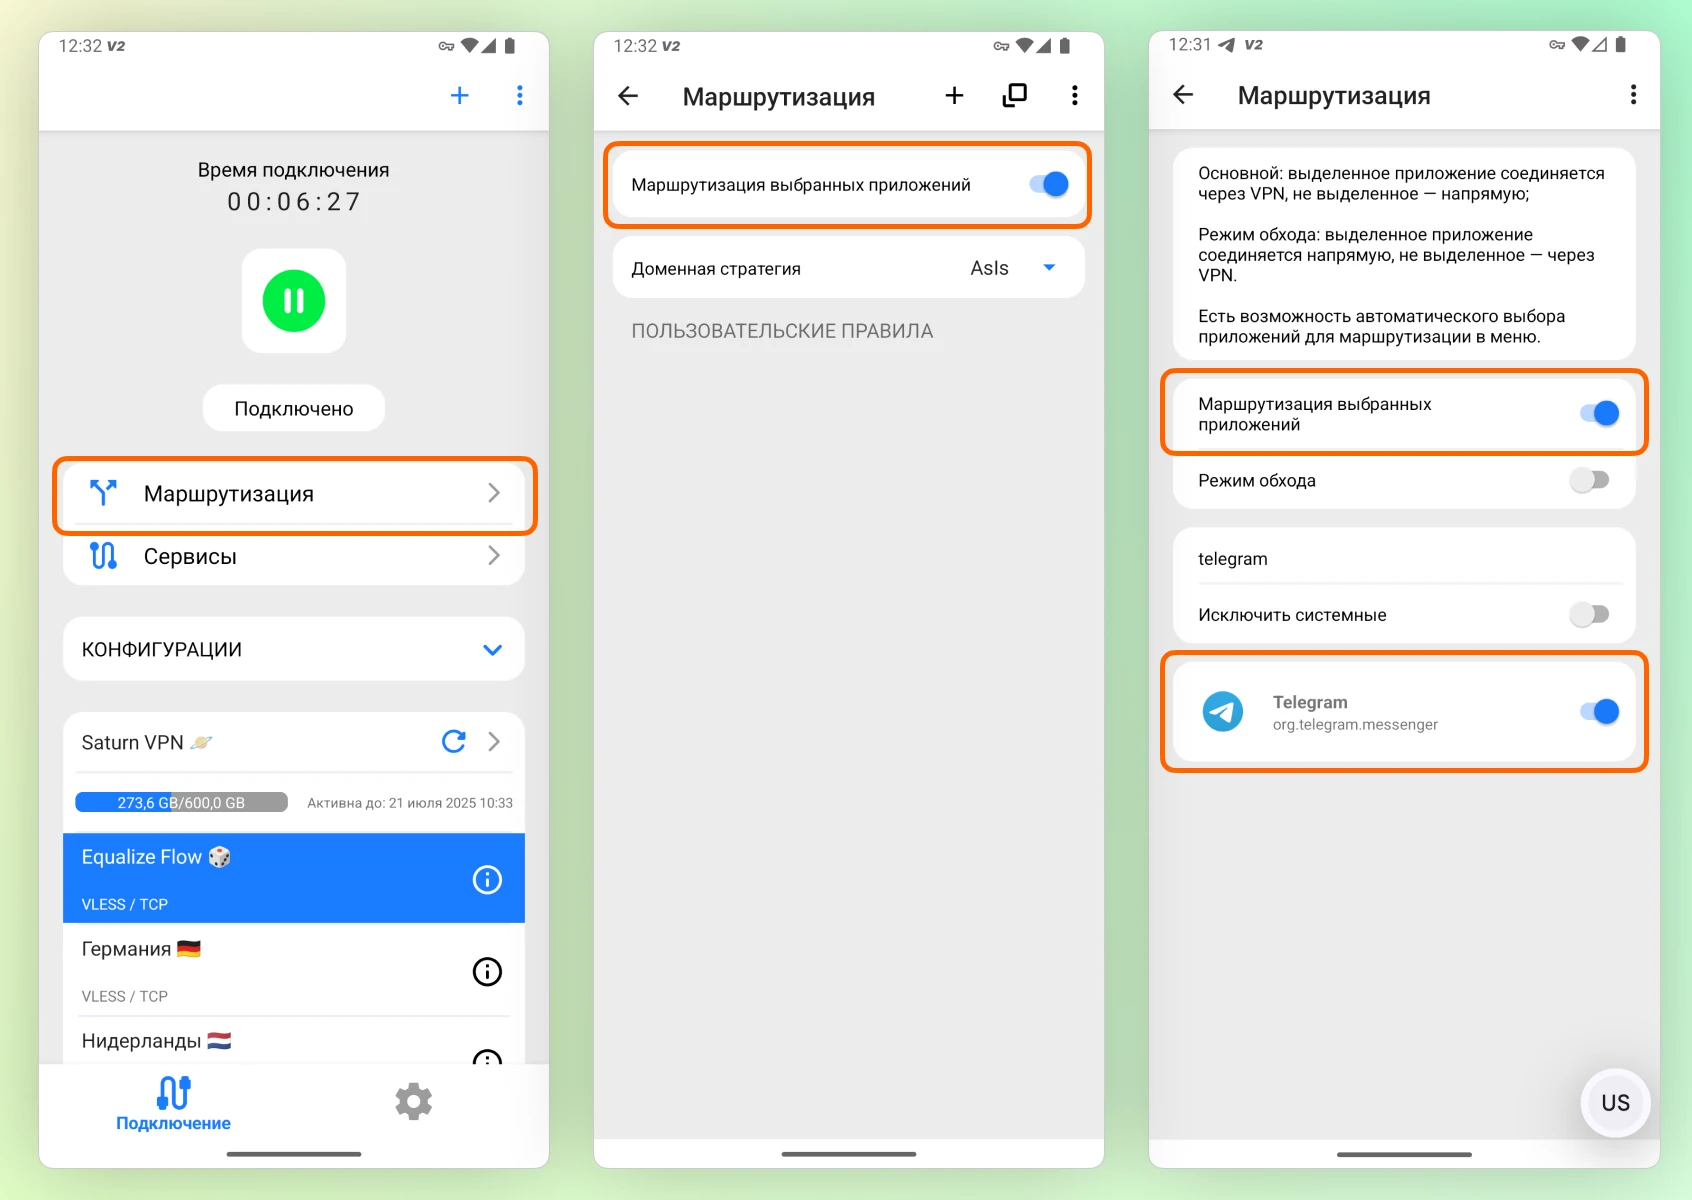 12:32 V2
Время подключения
00:06:27
Подключено
Маршрутизация
Сервисы
КОНФИГУРАЦИИ
Saturn VPN 🪐
273,6 GB/600,0 GB
Активна до: 21 июля 2025 10:33
Equalize Flow 🎲
VLESS / TCP
Германия 🇩🇪
VLESS / TCP
Нидерланды 🇳🇱
Подключение
12:32 V2
Маршрутизация
Маршрутизация выбранных приложений
Доменная стратегия
AsIs
ПОЛЬЗОВАТЕЛЬСКИЕ ПРАВИЛА
12:31 V2
Маршрутизация
Основной: выделенное приложение соединяется
через VPN, не выделенное — напрямую;
Режим обхода: выделенное приложение
соединяется напрямую, не выделенное — через
VPN.
Есть возможность автоматического выбора
приложений для маршрутизации в меню.
Маршрутизация выбранных
приложений
Режим обхода
telegram
Исключить системные
Telegram
org.telegram.messenger
US